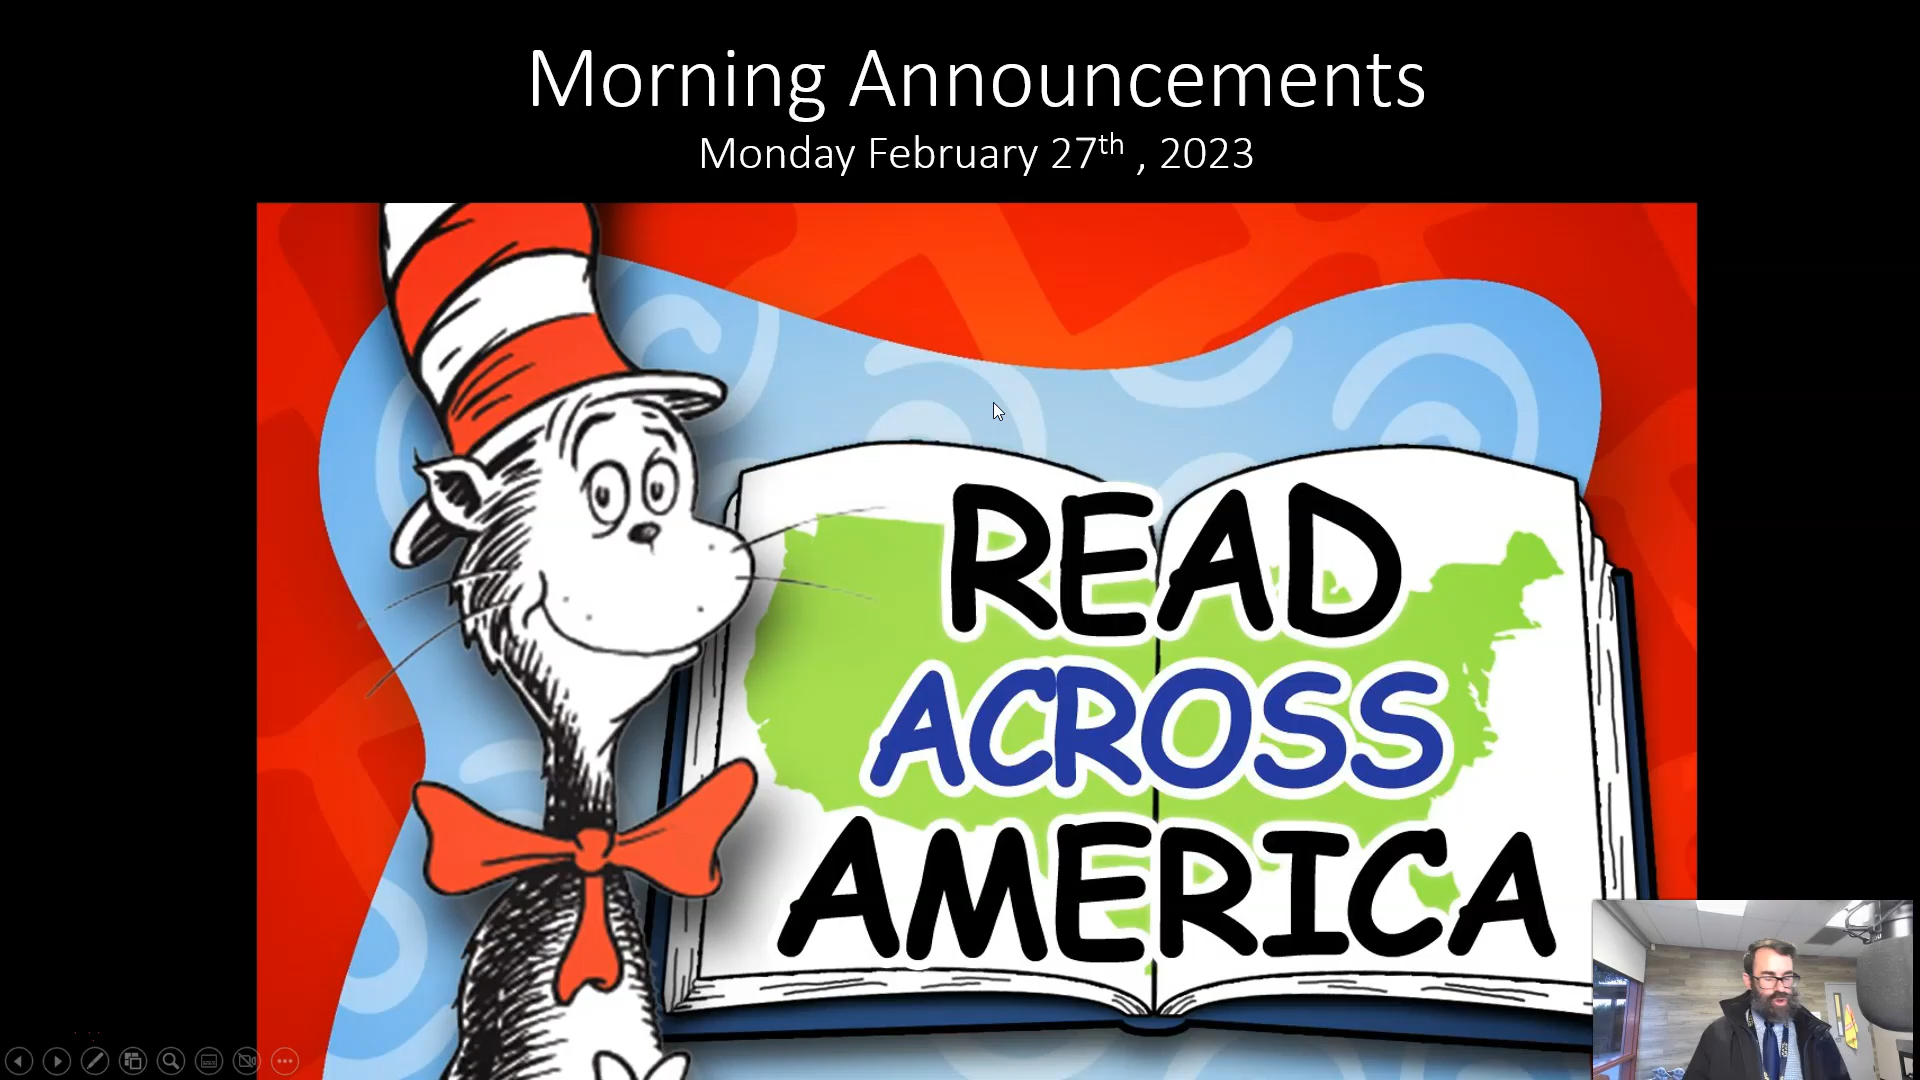 Morning Announcements
Monday February 27th , 2023
READ
ACROSS
AMERICA